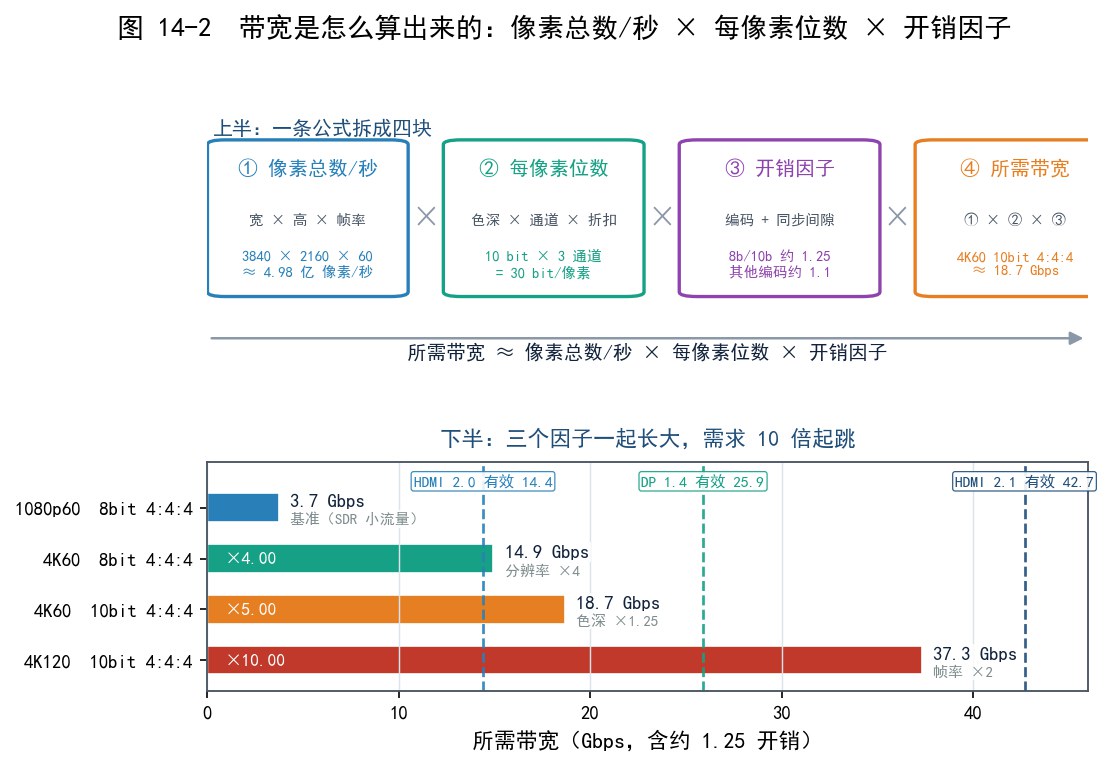 图 14-2  带宽是怎么算出来的: 像素总数/秒 × 每像素位数 × 开销因子
上半: 一条公式拆成四块
① 像素总数/秒
宽 × 高 × 帧率
3840 × 2160 × 60
≈ 4.98 亿 像素/秒
×
② 每像素位数
色深 × 通道 × 折扣
10 bit × 3 通道
= 30 bit/像素
×
③ 开销因子
编码 + 同步间隙
8b/10b 约 1.25
其他编码约 1.1
×
④ 所需带宽
① × ② × ③
4K60 10bit 4:4:4
≈ 18.7 Gbps
所需带宽 ≈ 像素总数/秒 × 每像素位数 × 开销因子
下半: 三个因子一起长大, 需求 10 倍起跳
HDMI 2.0 有效 14.4
DP 1.4 有效 25.9
HDMI 2.1 有效 42.7
1080p60  8bit 4:4:4
3.7 Gbps
基准 (SDR 小流量)
4K60  8bit 4:4:4
×4.00
14.9 Gbps
分辨率 ×4
4K60  10bit 4:4:4
×5.00
18.7 Gbps
色深 ×1.25
4K120  10bit 4:4:4
×10.00
37.3 Gbps
帧率 ×2
0 10 20 30 40
所需带宽 (Gbps, 含约 1.25 开销)